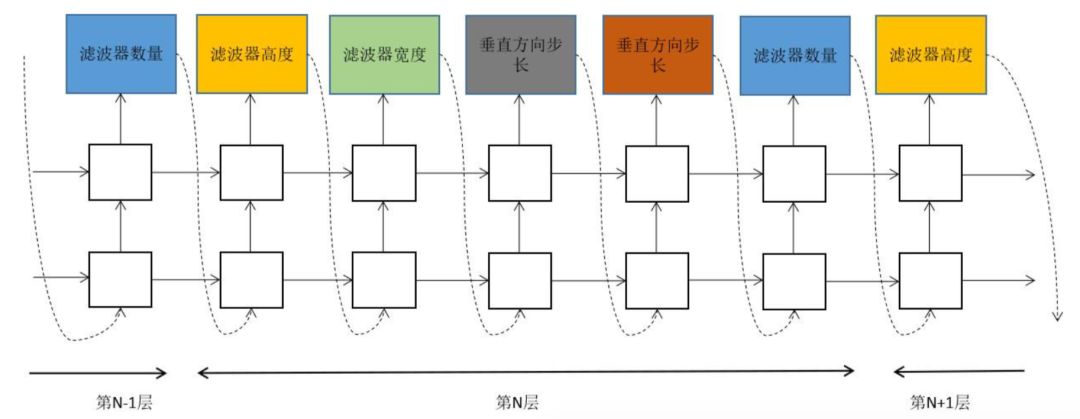 滤波器数量
滤波器高度
滤波器宽度
垂直方向步
长
垂直方向步
长
滤波器数量
滤波器高度
第N-1层
第N层
第N+1层